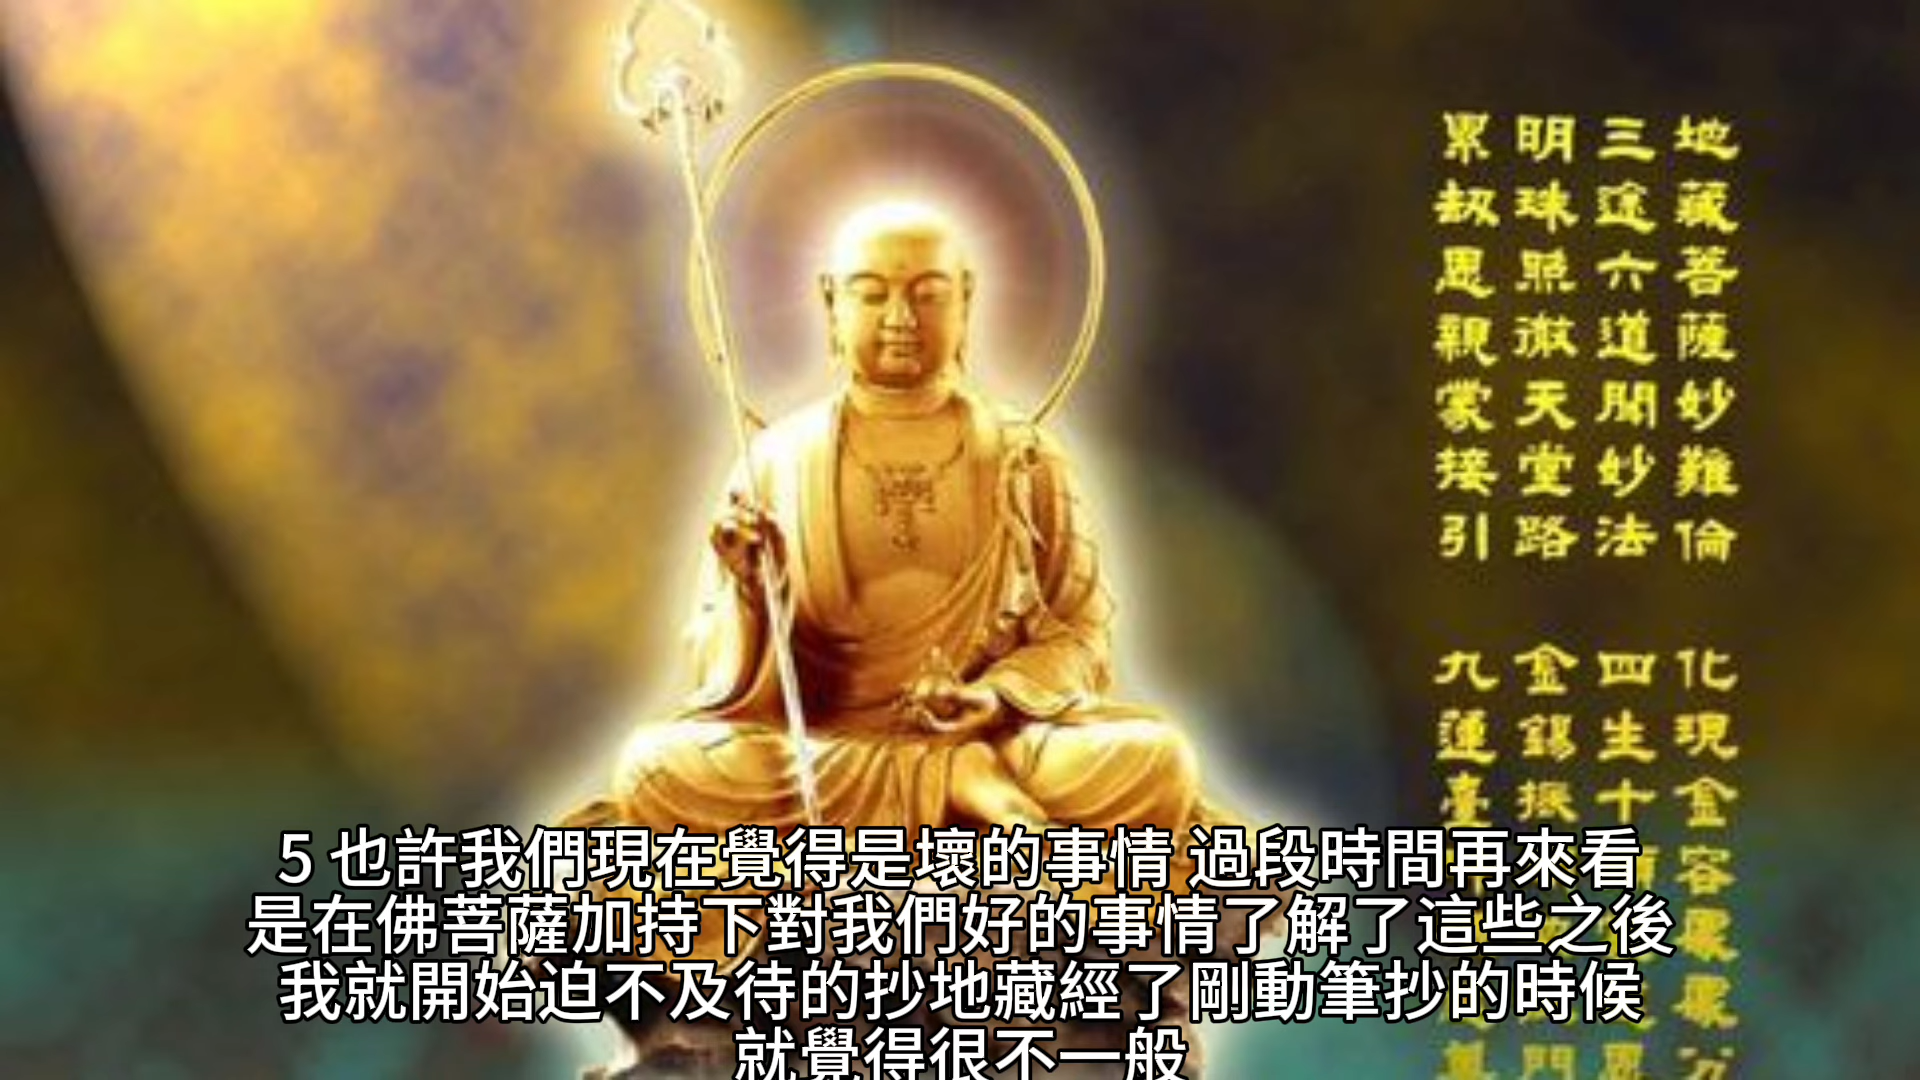 地藏菩薩妙難倫 化現金容
三途六道聞妙法 四生十
明珠照徹天堂路 金錫振
累劫恩親蒙接引 九蓮臺
5 也許我們現在覺得是壞的事情 過段時間再來看
是在佛菩薩加持下對我們好的事情了解了這些之後
我就開始迫不及待的抄地藏經了剛動筆抄的時候
就覺得很不一般